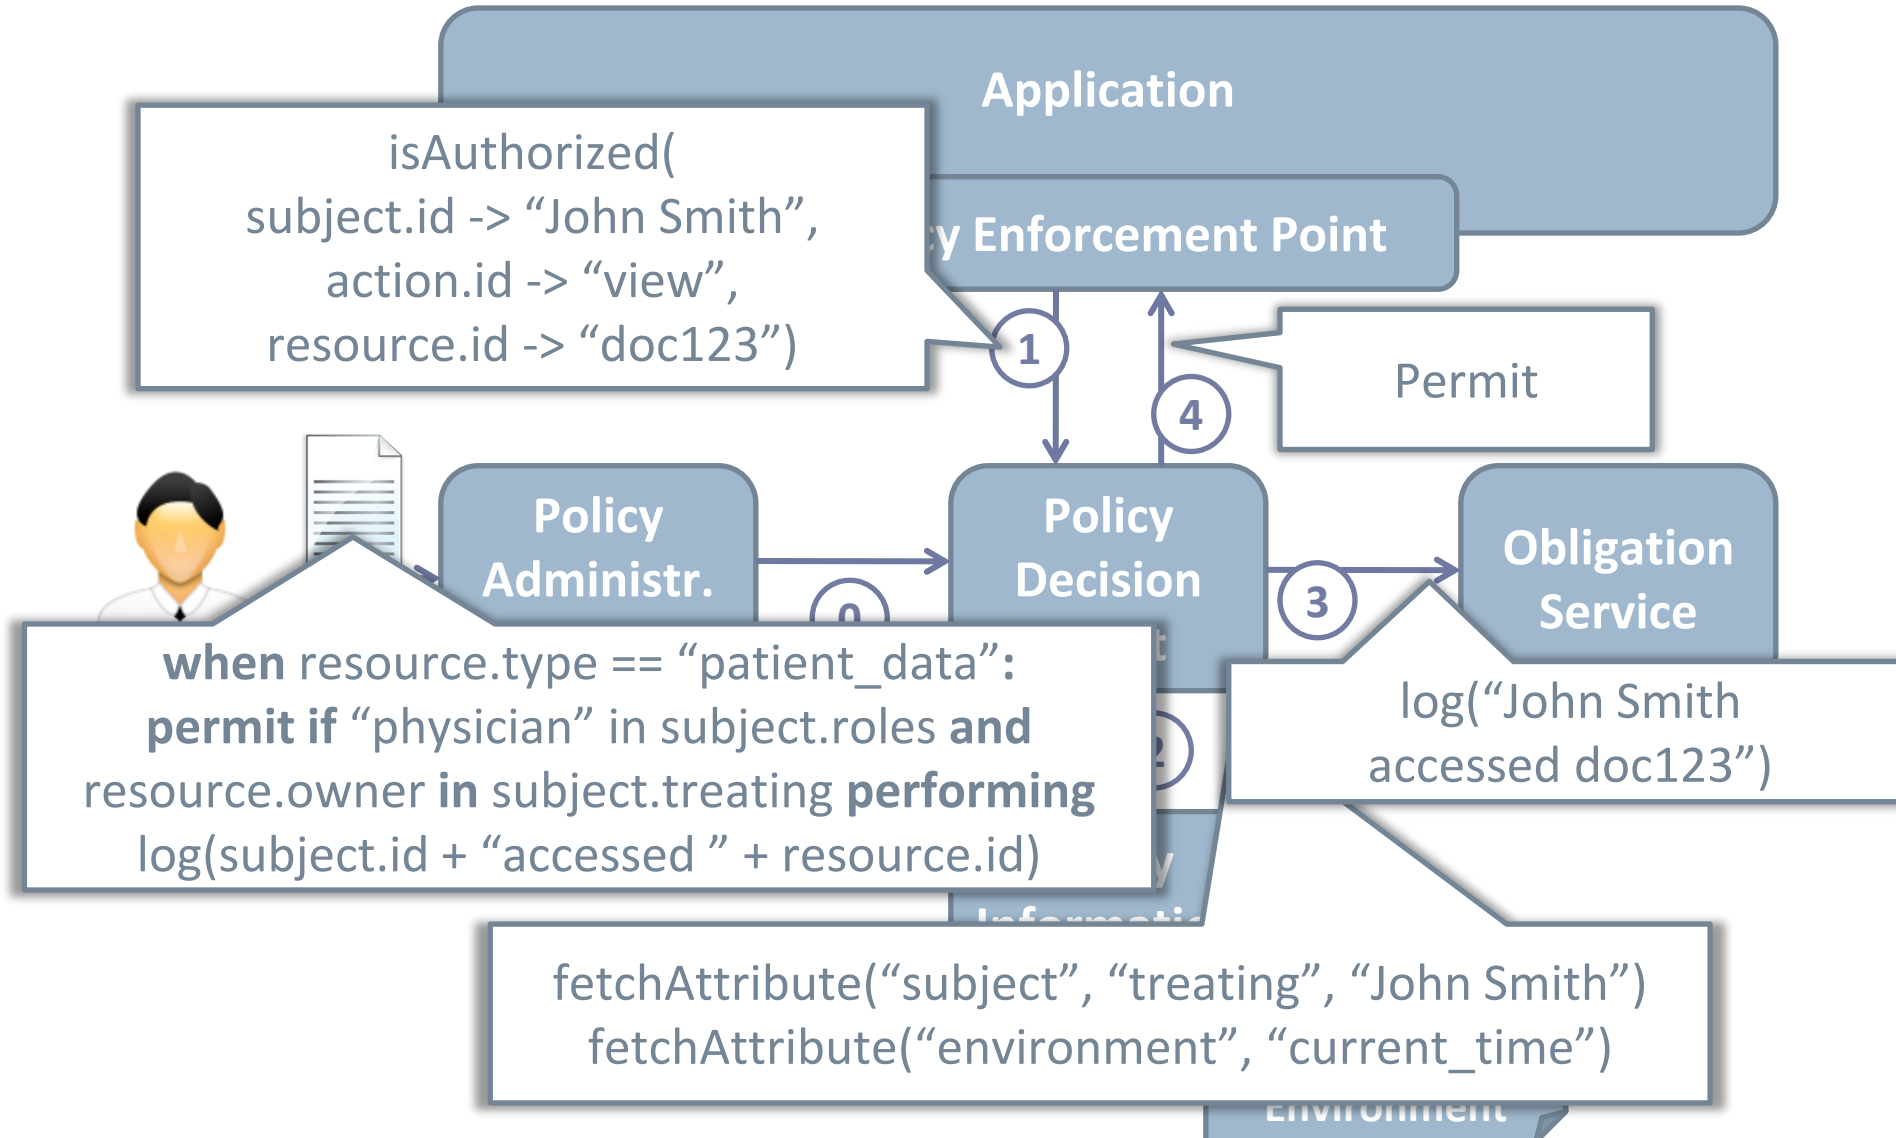 Application
isAuthorized(
subject.id -> “John Smith”,
action.id -> “view”,
resource.id -> “doc123”)
Enforcement Point
1
4
Permit
Policy
Administr.
0
Policy
Decision
3
Obligation
Service
when resource.type == “patient_data”:
permit if “physician” in subject.roles and
resource.owner in subject.treating performing
log(subject.id + “accessed ” + resource.id)
2
log(“John Smith
accessed doc123”)
fetchAttribute(“subject”, “treating”, “John Smith”)
fetchAttribute(“environment”, “current_time”)
Environment